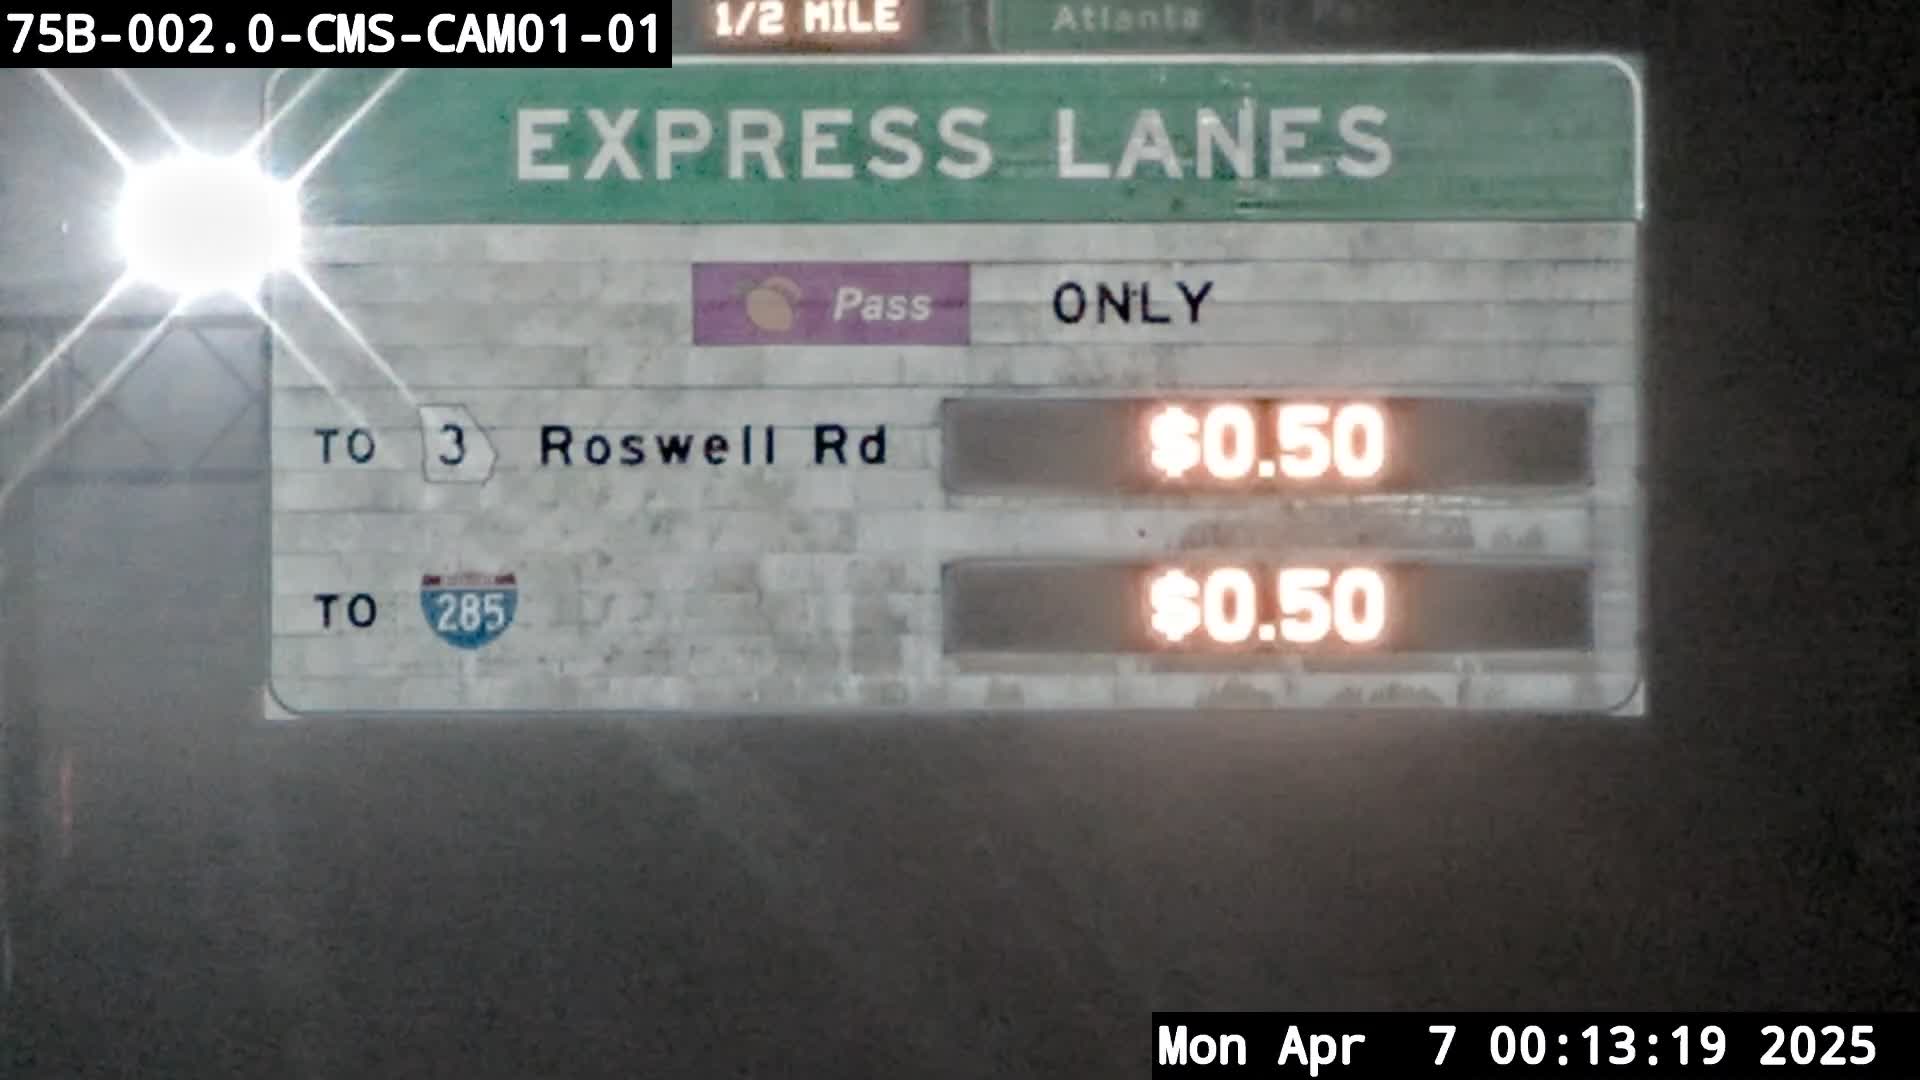 75B-002.0-CMS-CAM01-01
1/2 MILE
Atlanta
EXPRESS LANES
Pass ONLY
TO 3 Roswell Rd $0.50
TO 285 $0.50
Mon Apr 7 00:13:19 2025